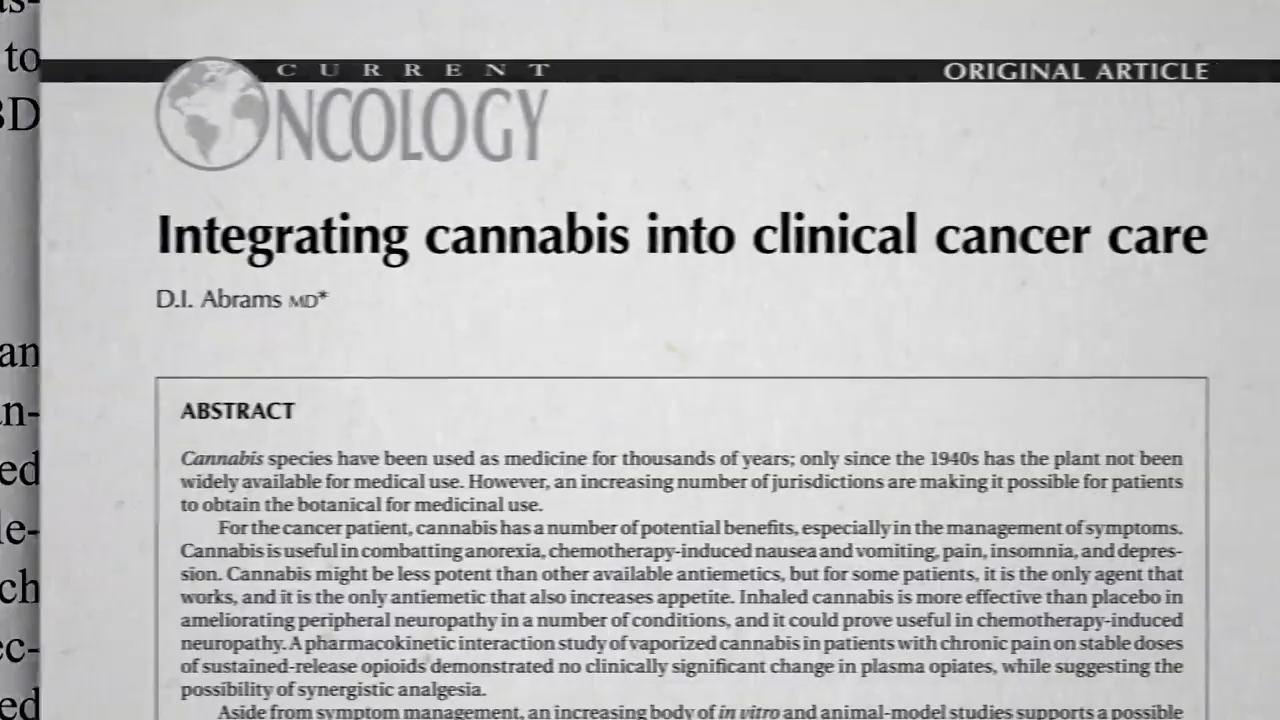 to
BD
an
n-
ed
le-
ch
ec-
ed
CURRENT
ONCOLOGY
ORIGINAL ARTICLE
Integrating cannabis into clinical cancer care
D.I. Abrams MD*
ABSTRACT
Cannabis species have been used as medicine for thousands of years; only since the 1940s has the plant not been
widely available for medical use. However, an increasing number of jurisdictions are making it possible for patients
to obtain the botanical for medicinal use.
For the cancer patient, cannabis has a number of potential benefits, especially in the management of symptoms.
Cannabis is useful in combatting anorexia, chemotherapy-induced nausea and vomiting, pain, insomnia, and depres-
sion. Cannabis might be less potent than other available antiemetics, but for some patients, it is the only agent that
works, and it is the only antiemetic that also increases appetite. Inhaled cannabis is more effective than placebo in
ameliorating peripheral neuropathy in a number of conditions, and it could prove useful in chemotherapy-induced
neuropathy. A pharmacokinetic interaction study of vaporized cannabis in patients with chronic pain on stable doses
of sustained-release opioids demonstrated no clinically significant change in plasma opiates, while suggesting the
possibility of synergistic analgesia.
Aside from symptom management, an increasing body of in vitro and animal-model studies supports a possible